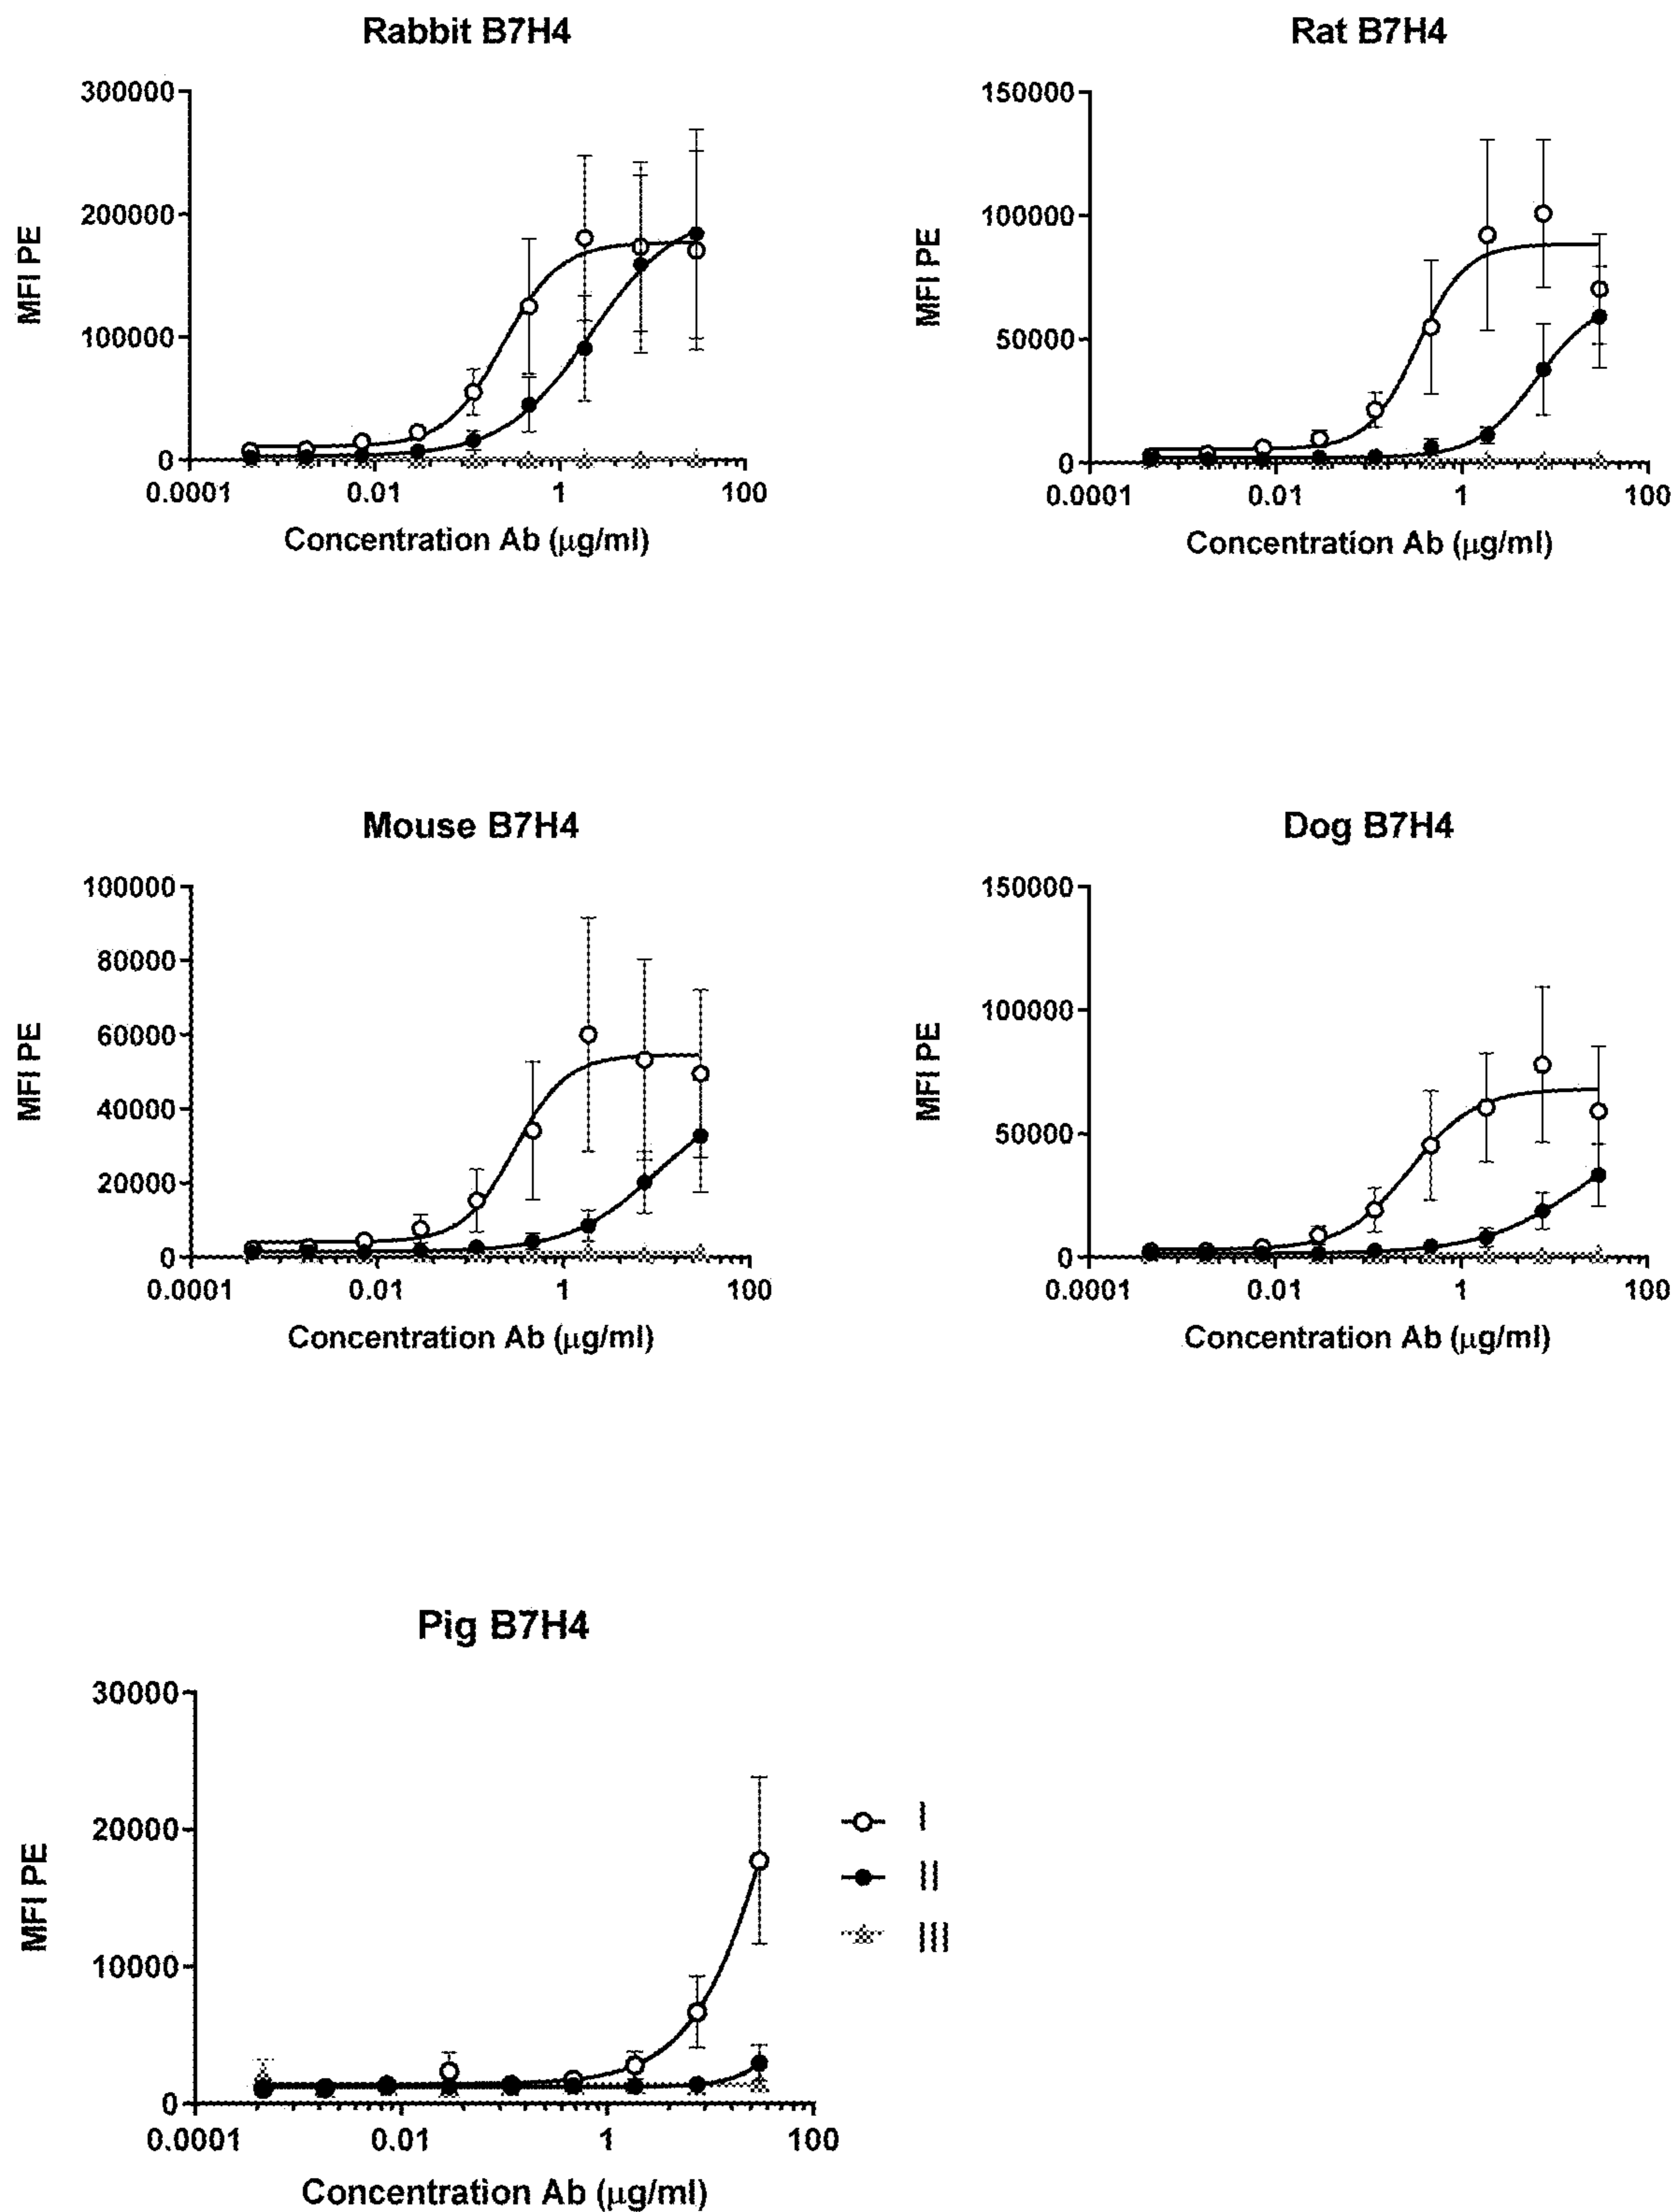 Rabbit B7H4
300000
200000
100000
0
MFI PE
0.0001 0.01 1 100
Concentration Ab (µg/ml)
Rat B7H4
150000
100000
50000
0
MFI PE
0.0001 0.01 1 100
Concentration Ab (µg/ml)
Mouse B7H4
100000
80000
60000
40000
20000
0
MFI PE
0.0001 0.01 1 100
Concentration Ab (µg/ml)
Dog B7H4
150000
100000
50000
0
MFI PE
0.0001 0.01 1 100
Concentration Ab (µg/ml)
Pig B7H4
30000
20000
10000
0
MFI PE
0.0001 0.01 1 100
Concentration Ab (µg/ml)
I
II
III